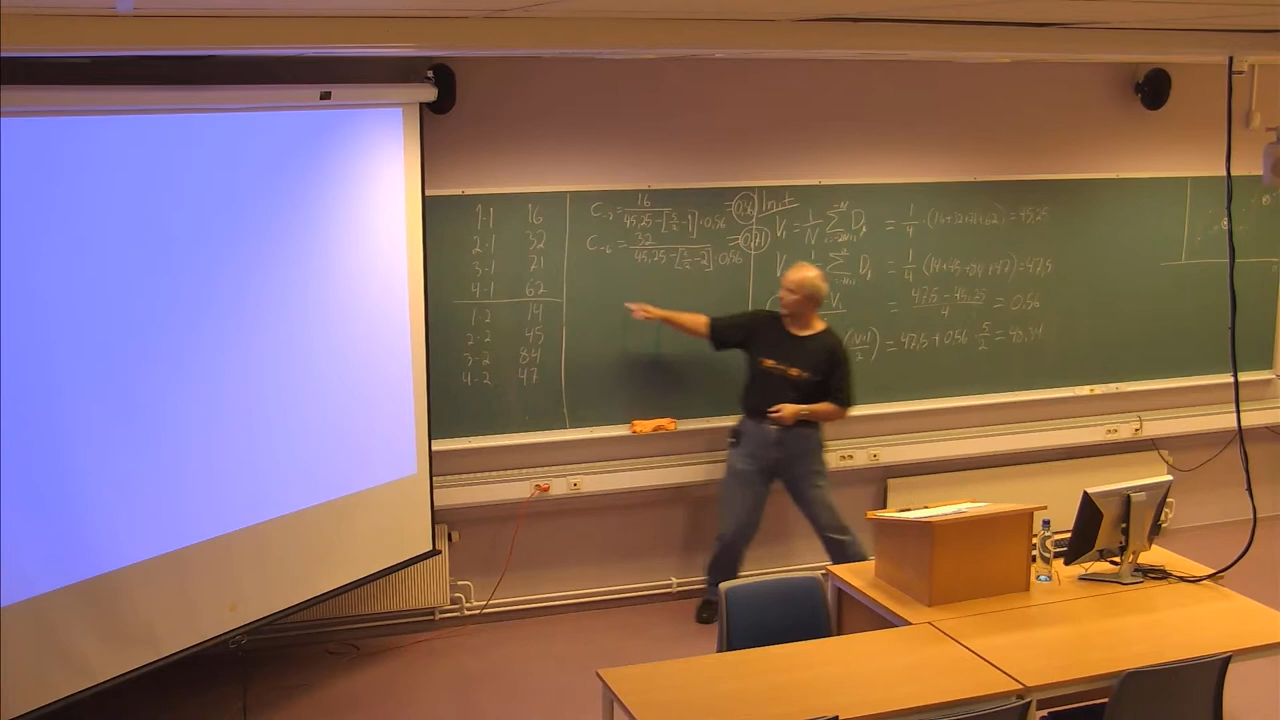 1-1 16
2-1 32
3-1 21
4-1 62
1-2 14
2-2 45
3-2 84
4-2 47
C₋₇ = 16 / (45,25 - [5/2 - 1] · 0,56) = 0,36
C₋₆ = 32 / (45,25 - [5/2 - 2] · 0,56) = 0,71
Init
V₁ = 1/N ∑ D = 1/4 · (16+32+21+62) = 45,25
V = ∑ D = 1/4 (14+45+84+47) = 47,5
V₁ = (47,5 - 45,25) / 4 = 0,56
= 47,5 + 0,56 · 5/2 =